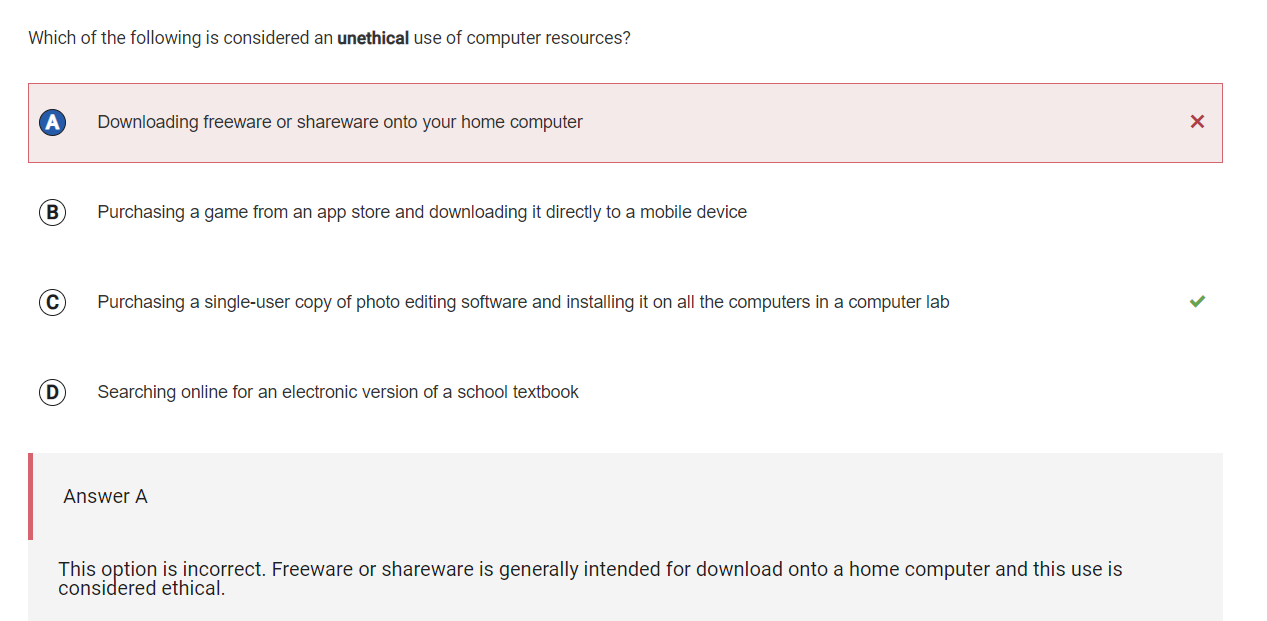 Which of the following is considered an unethical use of computer resources?
A Downloading freeware or shareware onto your home computer
B Purchasing a game from an app store and downloading it directly to a mobile device
C Purchasing a single-user copy of photo editing software and installing it on all the computers in a computer lab
D Searching online for an electronic version of a school textbook
Answer A
This option is incorrect. Freeware or shareware is generally intended for download onto a home computer and this use is
considered ethical.